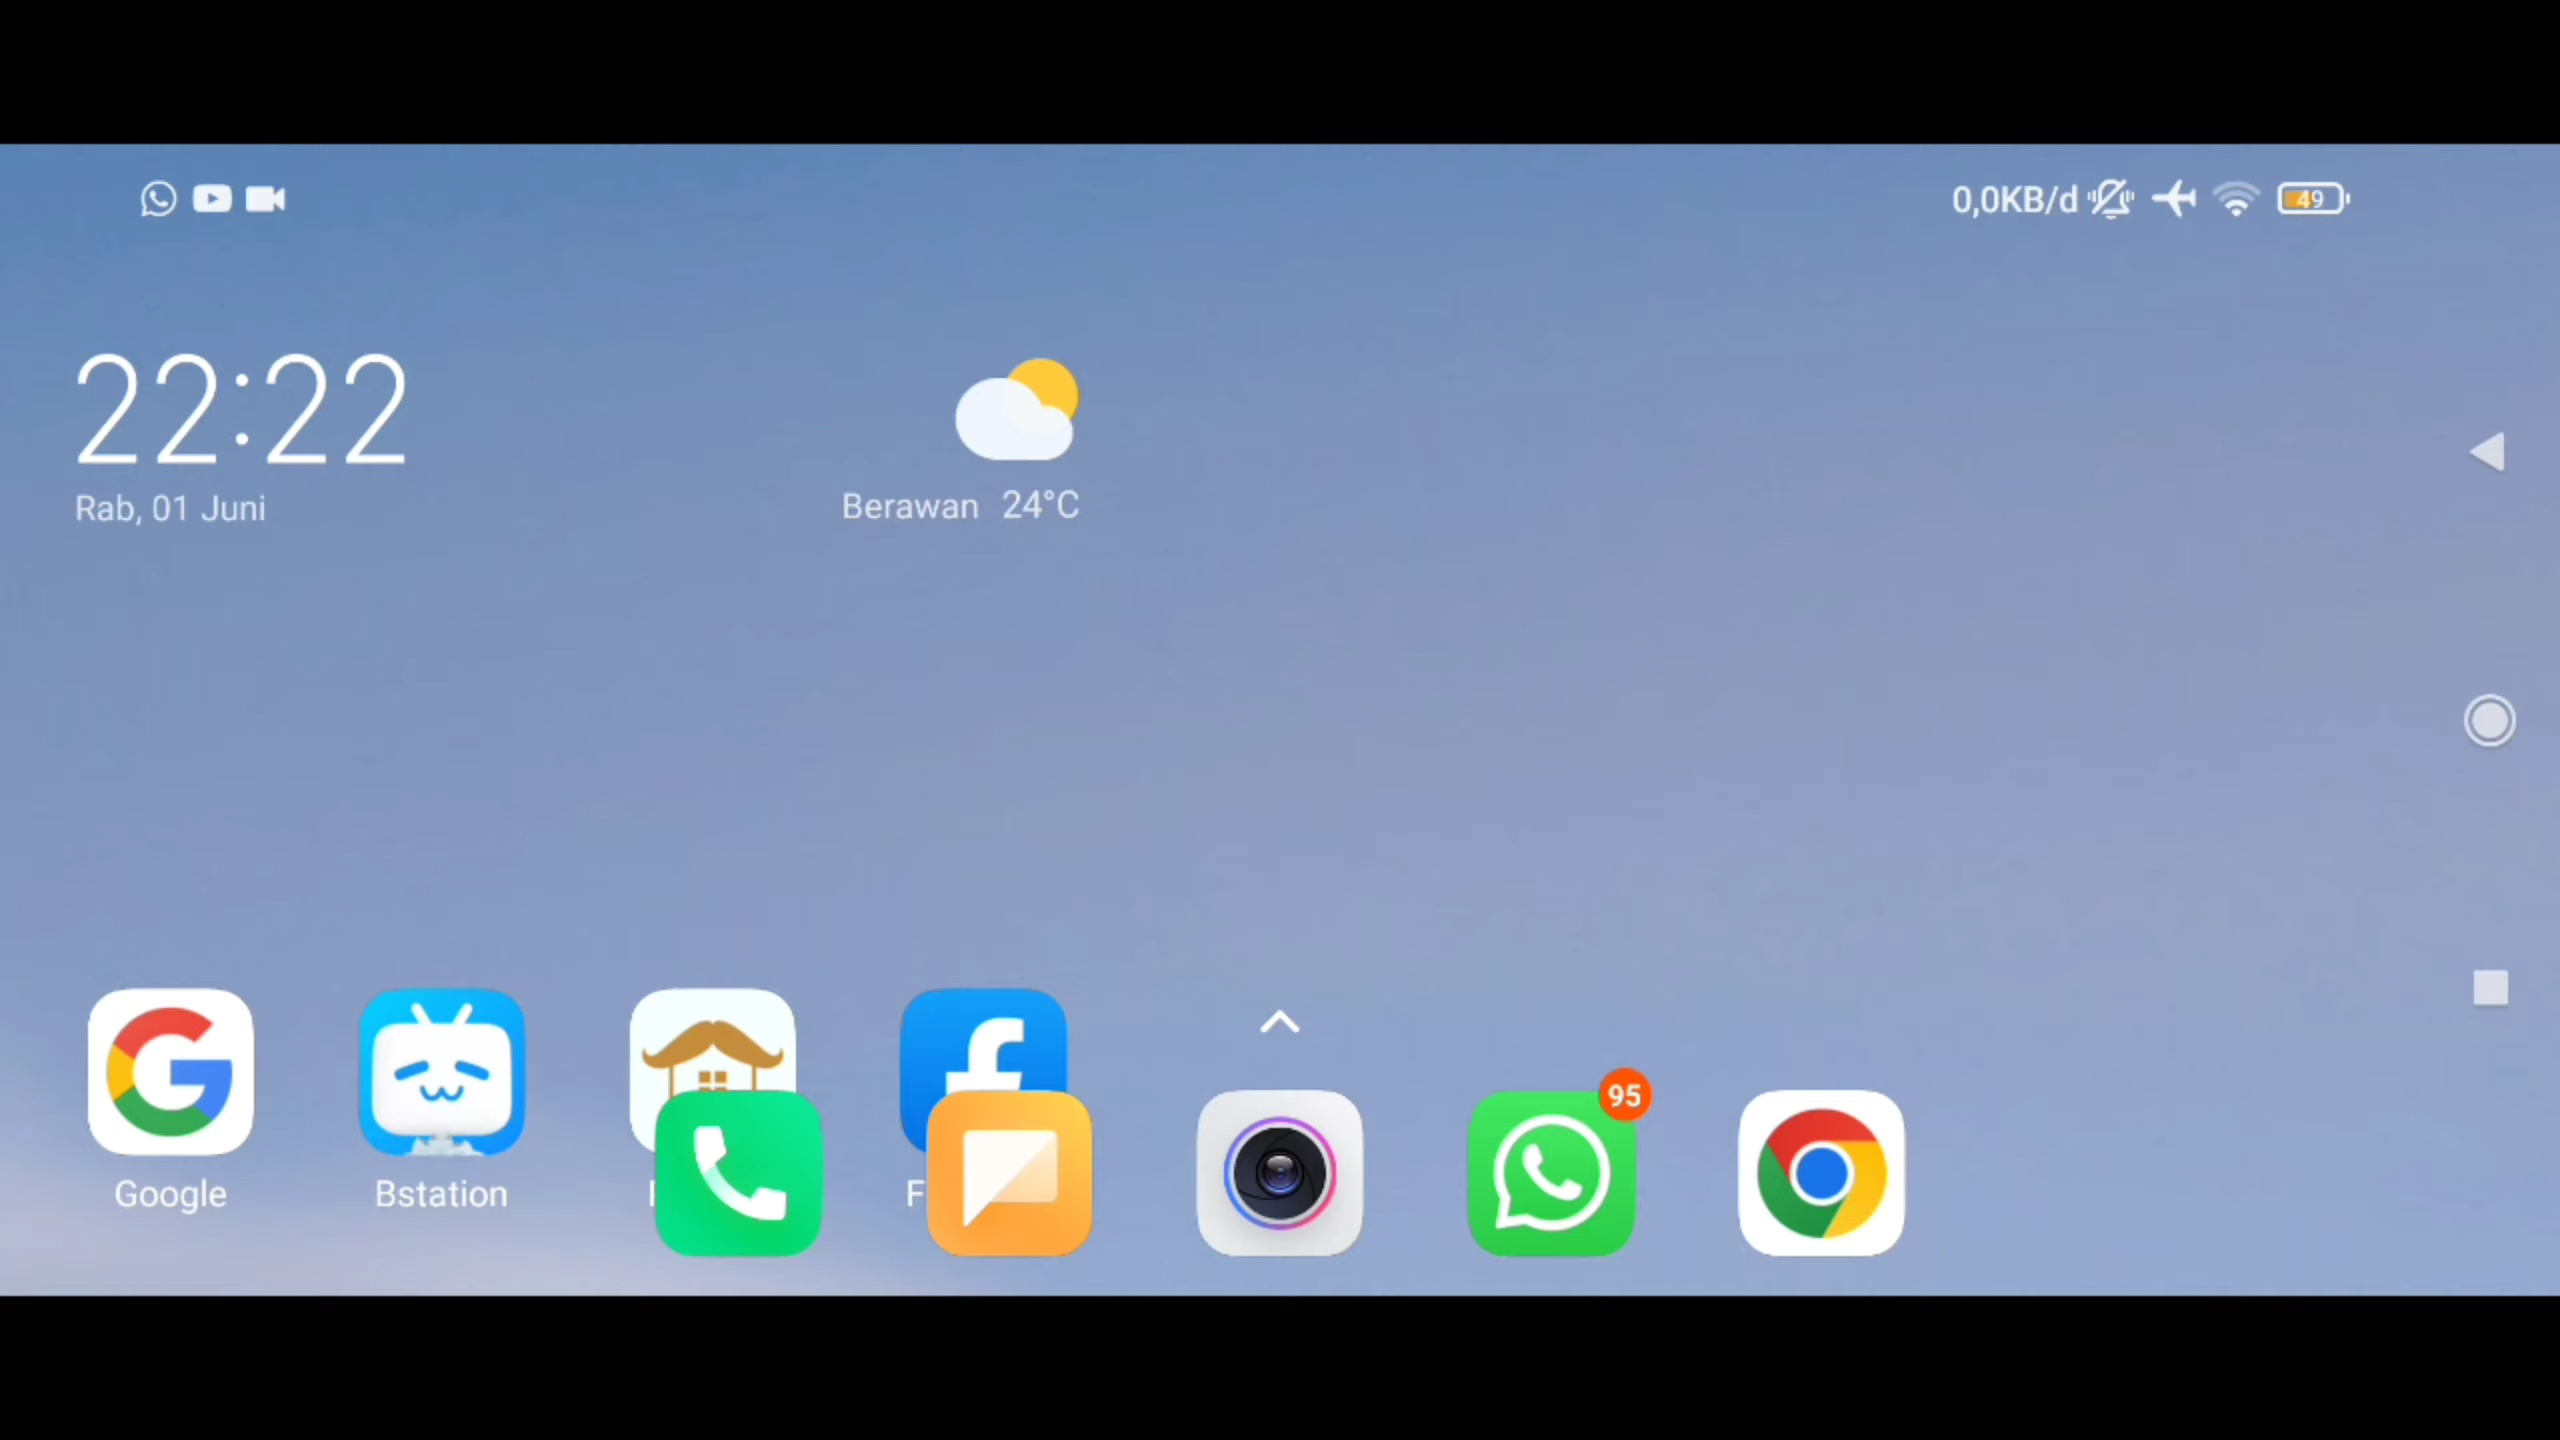 0,0KB/d 49
22:22
Rab, 01 Juni
Berawan 24°C
95
Google
Bstation
F